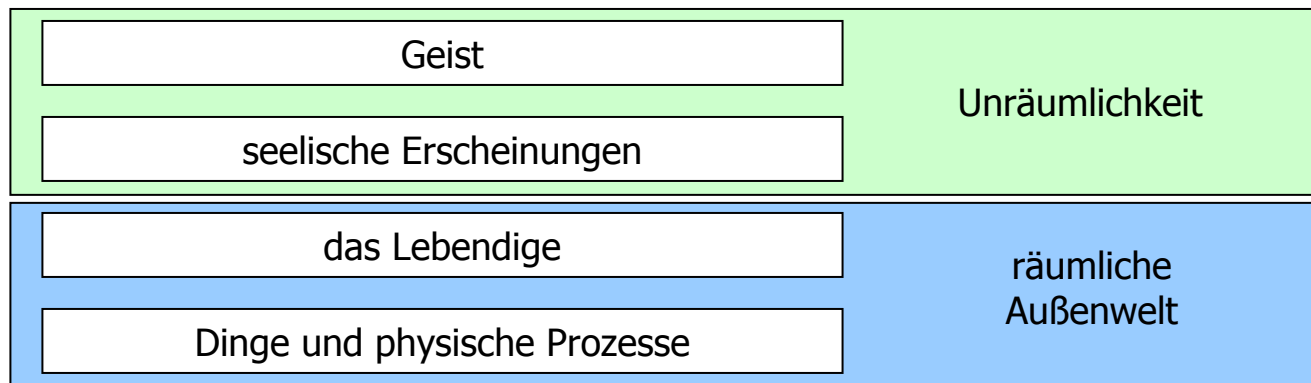 Geist
seelische Erscheinungen
Unräumlichkeit
das Lebendige
Dinge und physische Prozesse
räumliche
Außenwelt